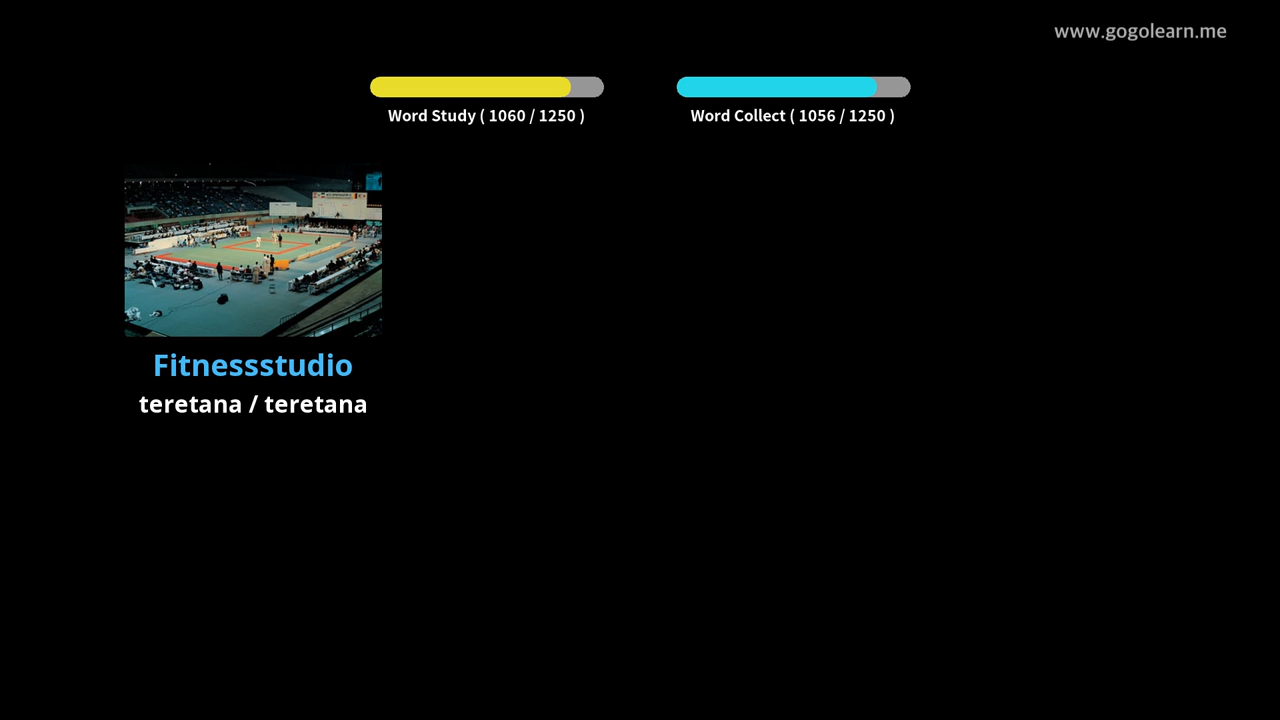 www.gogolearn.me
Word Study ( 1060 / 1250 )
Word Collect ( 1056 / 1250 )
Fitnessstudio
teretana / teretana